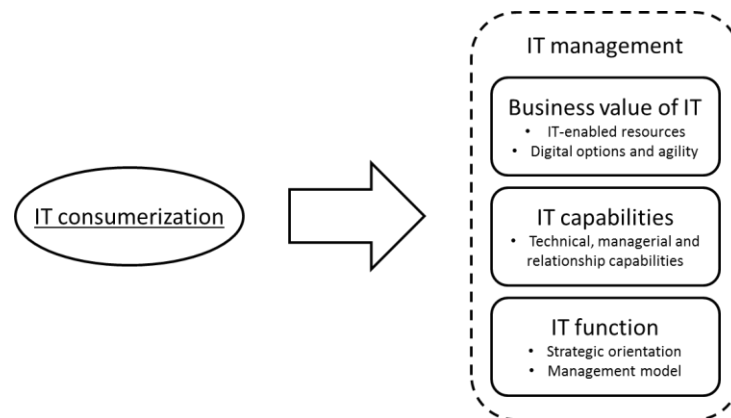 IT management
Business value of IT
• IT-enabled resources
• Digital options and agility
IT consumerization
IT capabilities
• Technical, managerial and
relationship capabilities
IT function
• Strategic orientation
• Management model